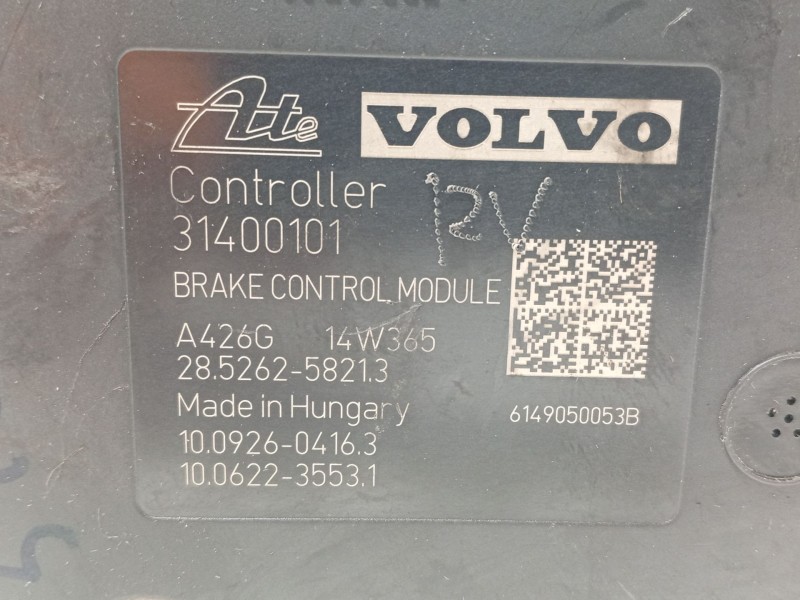 Ate VOLVO
Controller RV
31400101
BRAKE CONTROL MODULE
A426G 14W365
28.5262-5821.3
Made in Hungary 6149050053B
10.0926-0416.3
10.0622-3553.1